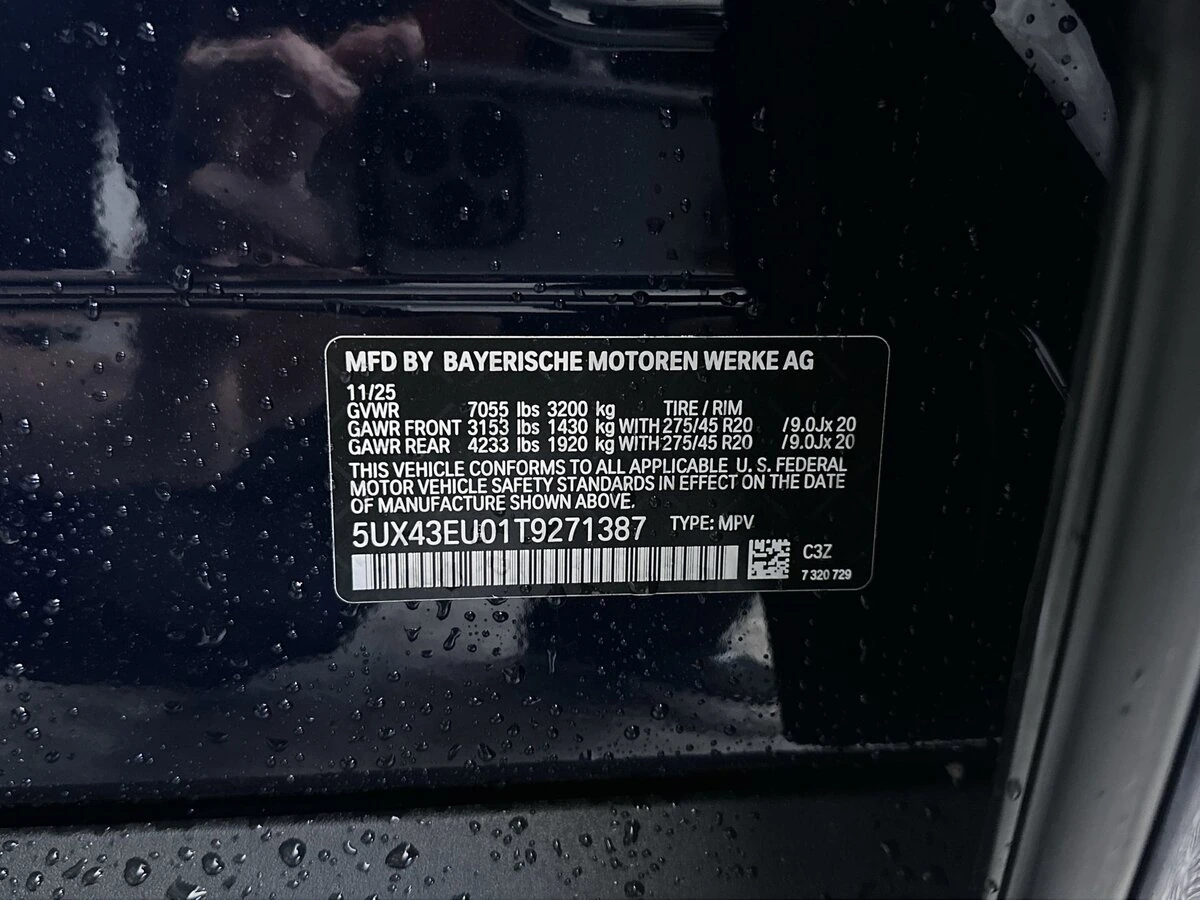 MFD BY BAYERISCHE MOTOREN WERKE AG
11/25
GVWR 7055 lbs 3200 kg TIRE / RIM
GAWR FRONT 3153 lbs 1430 kg WITH 275/45 R20 /9.0Jx 20
GAWR REAR 4233 lbs 1920 kg WITH 275/45 R20 /9.0Jx 20
THIS VEHICLE CONFORMS TO ALL APPLICABLE U. S. FEDERAL
MOTOR VEHICLE SAFETY STANDARDS IN EFFECT ON THE DATE
OF MANUFACTURE SHOWN ABOVE.
5UX43EU01T9271387 TYPE: MPV
C3Z
7 320 729